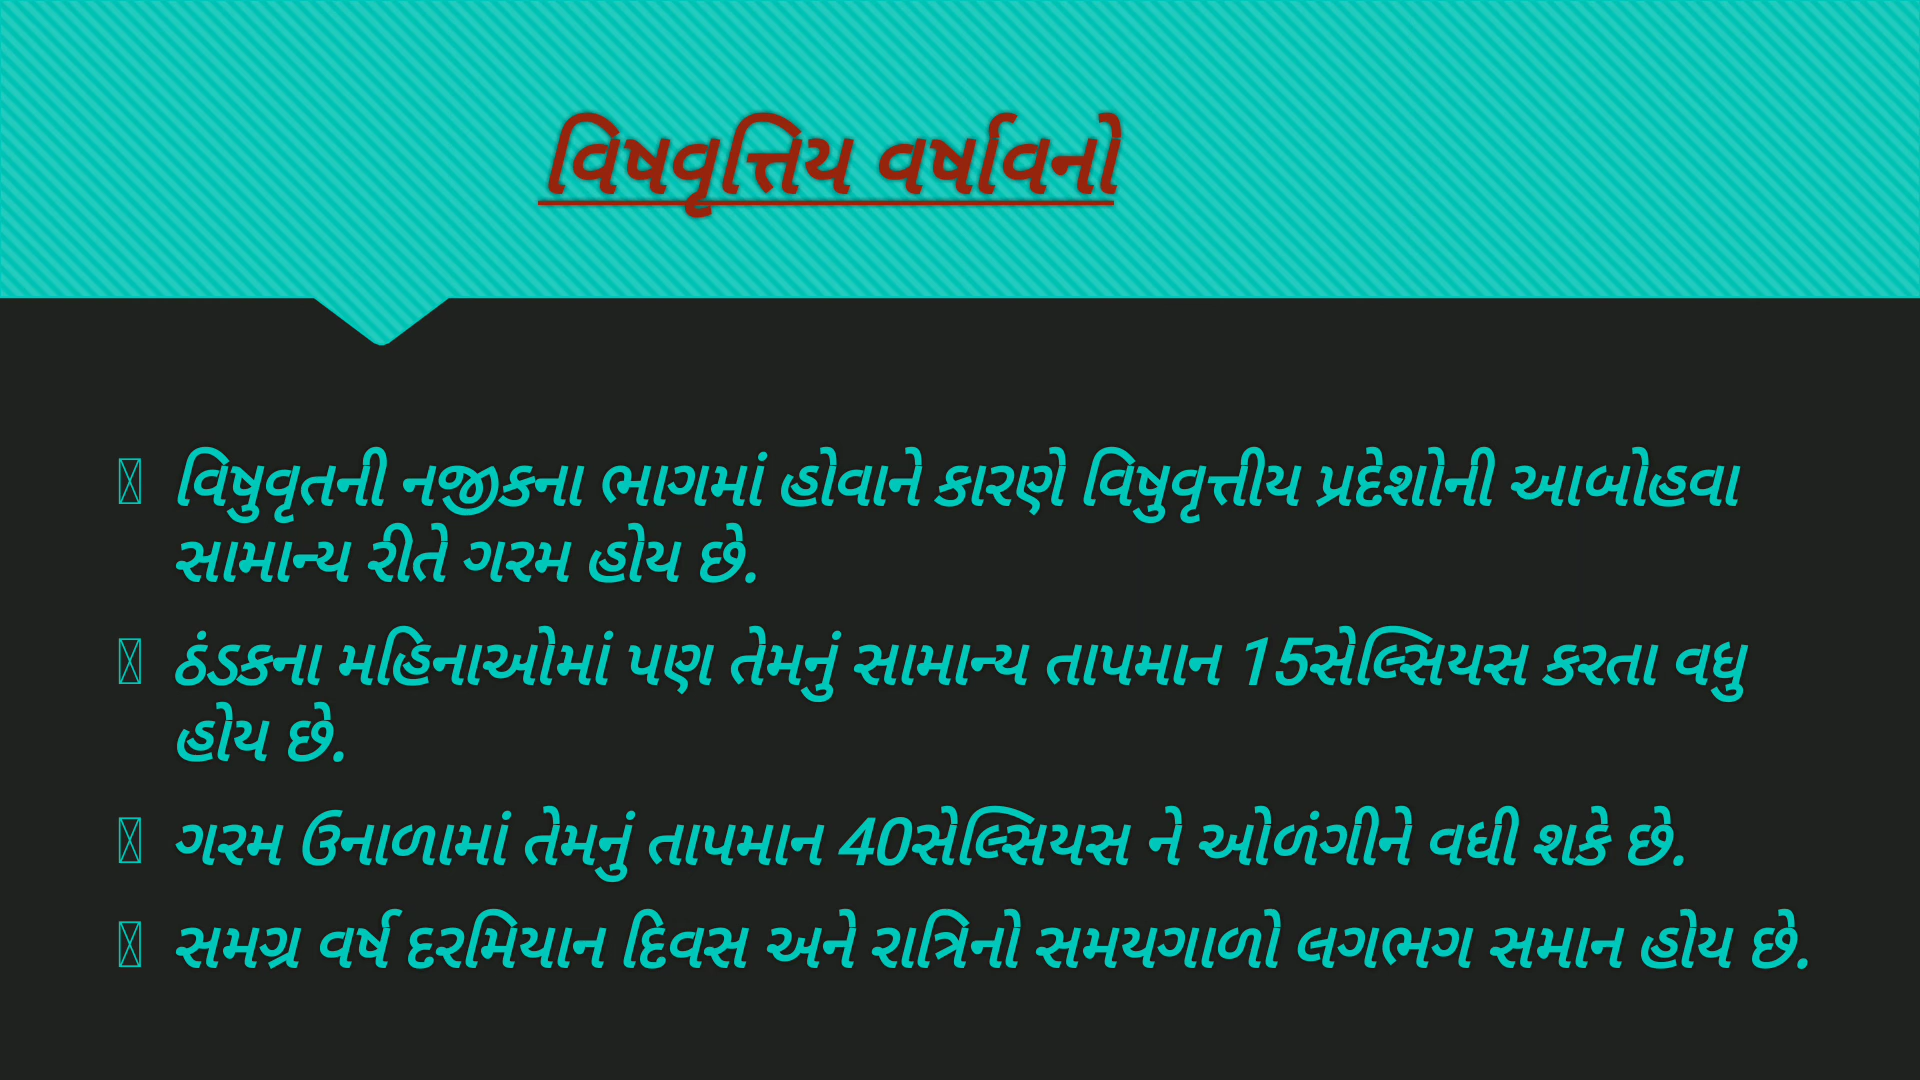 વિષવૃત્તિય વર્ષાવનો
વિષુવૃતની નજીકના ભાગમાં હોવાને કારણે વિષુવૃત્તીય પ્રદેશોની આબોહવા
સામાન્ય રીતે ગરમ હોય છે.
ઠંડકના મહિનાઓમાં પણ તેમનું સામાન્ય તાપમાન 15સેલ્સિયસ કરતા વધુ
હોય છે.
ગરમ ઉનાળામાં તેમનું તાપમાન 40સેલ્સિયસ ને ઓળંગીને વધી શકે છે.
સમગ્ર વર્ષ દરમિયાન દિવસ અને રાત્રિનો સમયગાળો લગભગ સમાન હોય છે.